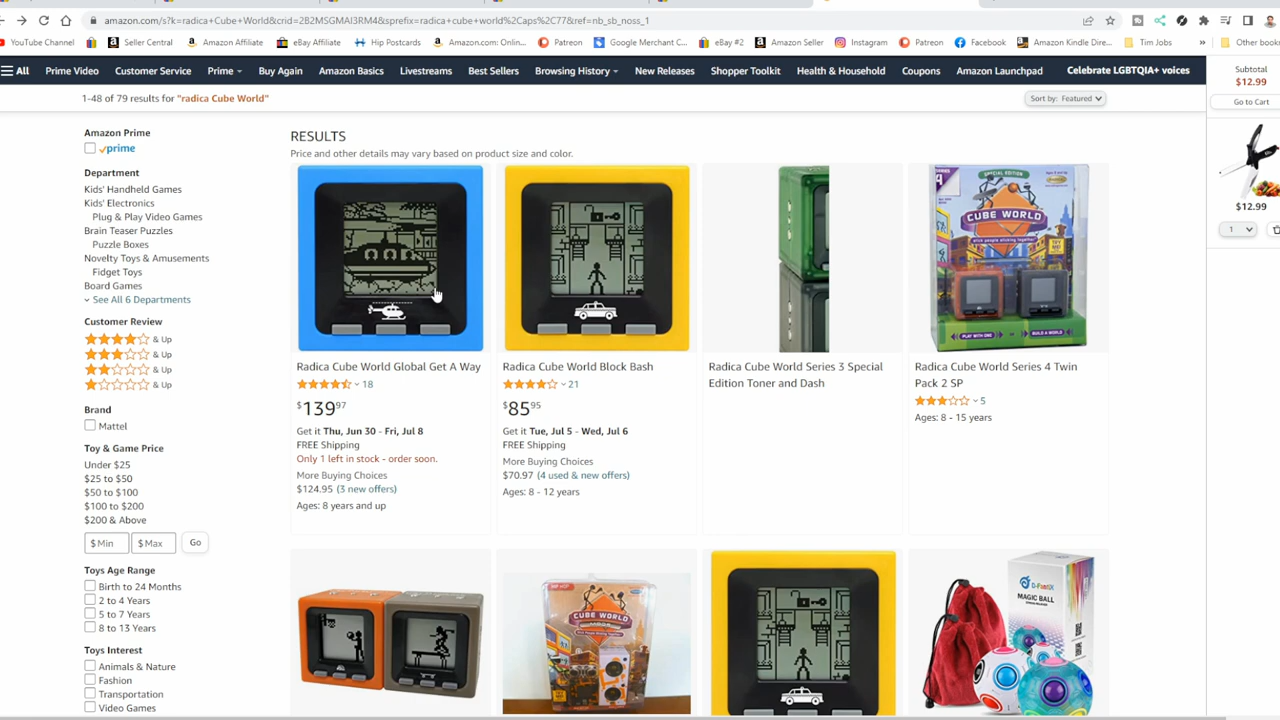 amazon.com/s?k=radica+Cube+World&crid=2B2MSGMAI3RM4&sprefix=radica+cube+world%2Caps%2C77&ref=nb_sb_noss_1
YouTube Channel Seller Central Amazon Affiliate eBay Affiliate Hip Postcards Amazon.com: Onlin... Patreon Google Merchant C... eBay #2 Amazon Seller Instagram Patreon Facebook Amazon Kindle Dire... Tim Jobs » Other book
All Prime Video Customer Service Prime Buy Again Amazon Basics Livestreams Best Sellers Browsing History New Releases Shopper Toolkit Health & Household Coupons Amazon Launchpad Celebrate LGBTQIA+ voices
Subtotal
$12.99
Go to Cart
$12.99
1
1-48 of 79 results for "radica Cube World"
Sort by: Featured
Amazon Prime
prime
Department
Kids' Handheld Games
Kids' Electronics
Plug & Play Video Games
Brain Teaser Puzzles
Puzzle Boxes
Novelty Toys & Amusements
Fidget Toys
Board Games
See All 6 Departments
Customer Review
& Up
& Up
& Up
& Up
Brand
Mattel
Toy & Game Price
Under $25
$25 to $50
$50 to $100
$100 to $200
$200 & Above
$ Min $ Max Go
Toys Age Range
Birth to 24 Months
2 to 4 Years
5 to 7 Years
8 to 13 Years
Toys Interest
Animals & Nature
Fashion
Transportation
Video Games
RESULTS
Price and other details may vary based on product size and color.
Radica Cube World Global Get A Way
18
$139.97
Get it Thu, Jun 30 - Fri, Jul 8
FREE Shipping
Only 1 left in stock - order soon.
More Buying Choices
$124.95 (3 new offers)
Ages: 8 years and up
Radica Cube World Block Bash
21
$85.95
Get it Tue, Jul 5 - Wed, Jul 6
FREE Shipping
More Buying Choices
$70.97 (4 used & new offers)
Ages: 8 - 12 years
Radica Cube World Series 3 Special
Edition Toner and Dash
SPECIAL EDITION
CUBE WORLD
PLAY WITH ONE
BUILD A WORLD
Radica Cube World Series 4 Twin
Pack 2 SP
5
Ages: 8 - 15 years
CUBE WORLD
D-FantiX
MAGIC BALL